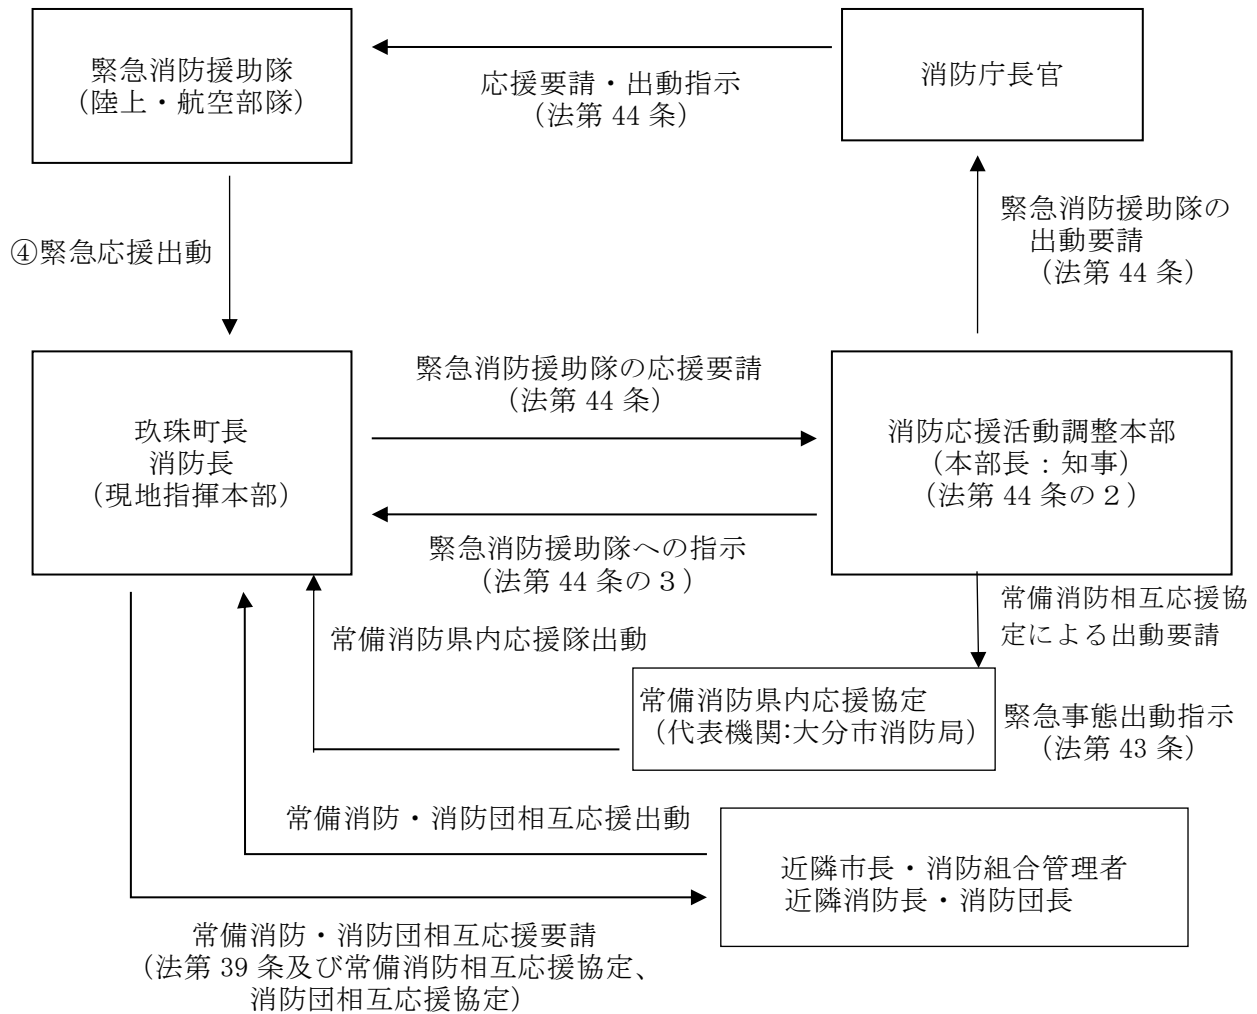 緊急消防援助隊
（陸上・航空部隊）
応援要請・出動指示
（法第 44 条）
消防庁長官
④緊急応援出動
緊急消防援助隊の
出動要請
（法第 44 条）
玖珠町長
消防長
（現地指揮本部）
緊急消防援助隊の応援要請
（法第 44 条）
消防応援活動調整本部
（本部長：知事）
（法第 44 条の２）
緊急消防援助隊への指示
（法第 44 条の３）
常備消防県内応援隊出動
常備消防相互応援協
定による出動要請
常備消防県内応援協定
（代表機関:大分市消防局）
緊急事態出動指示
（法第 43 条）
常備消防・消防団相互応援出動
近隣市長・消防組合管理者
近隣消防長・消防団長
常備消防・消防団相互応援要請
（法第 39 条及び常備消防相互応援協定、
消防団相互応援協定）